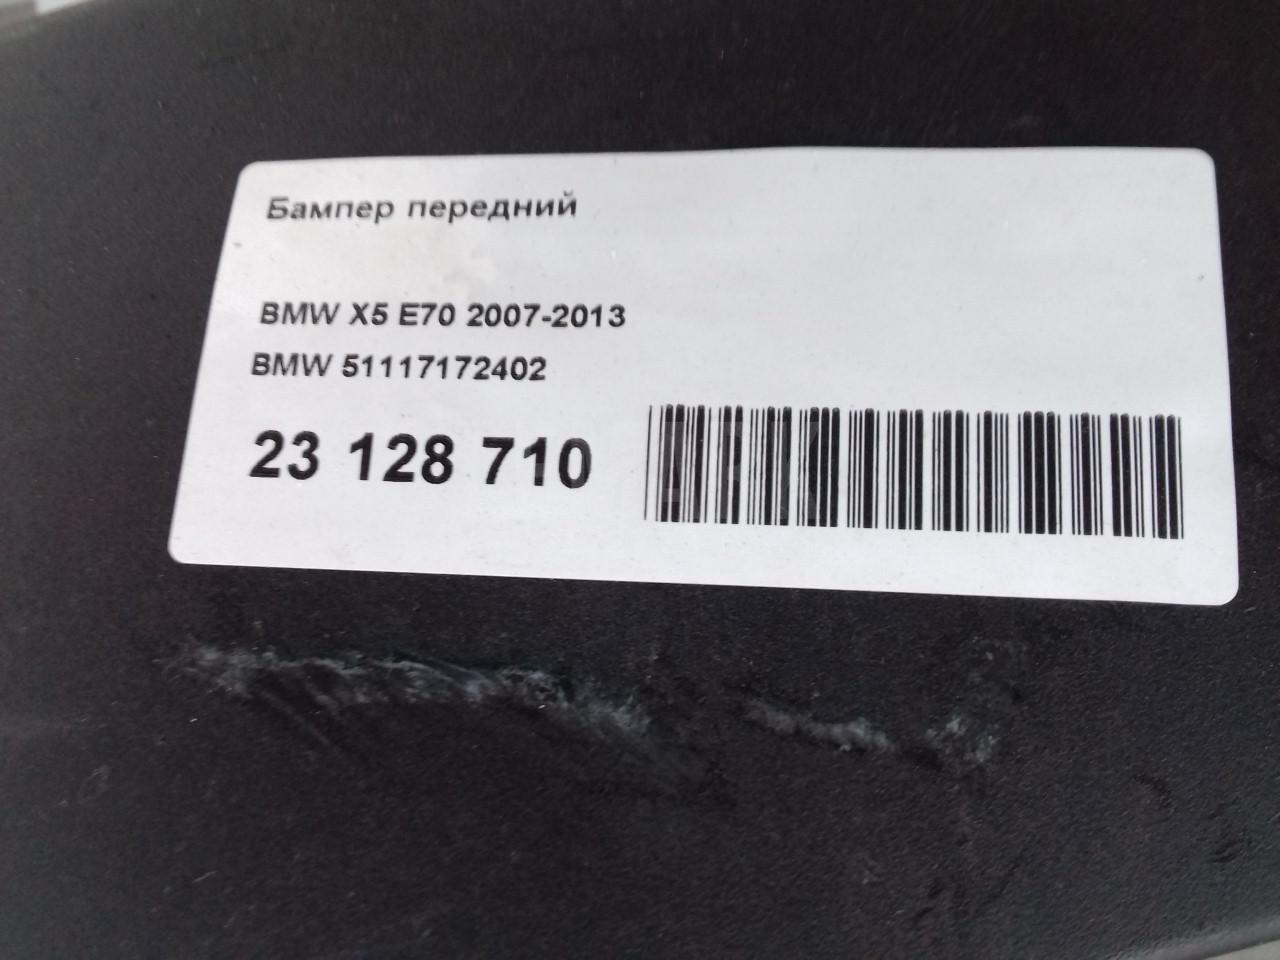 Бампер передний
BMW X5 E70 2007-2013
BMW 51117172402
23 128 710